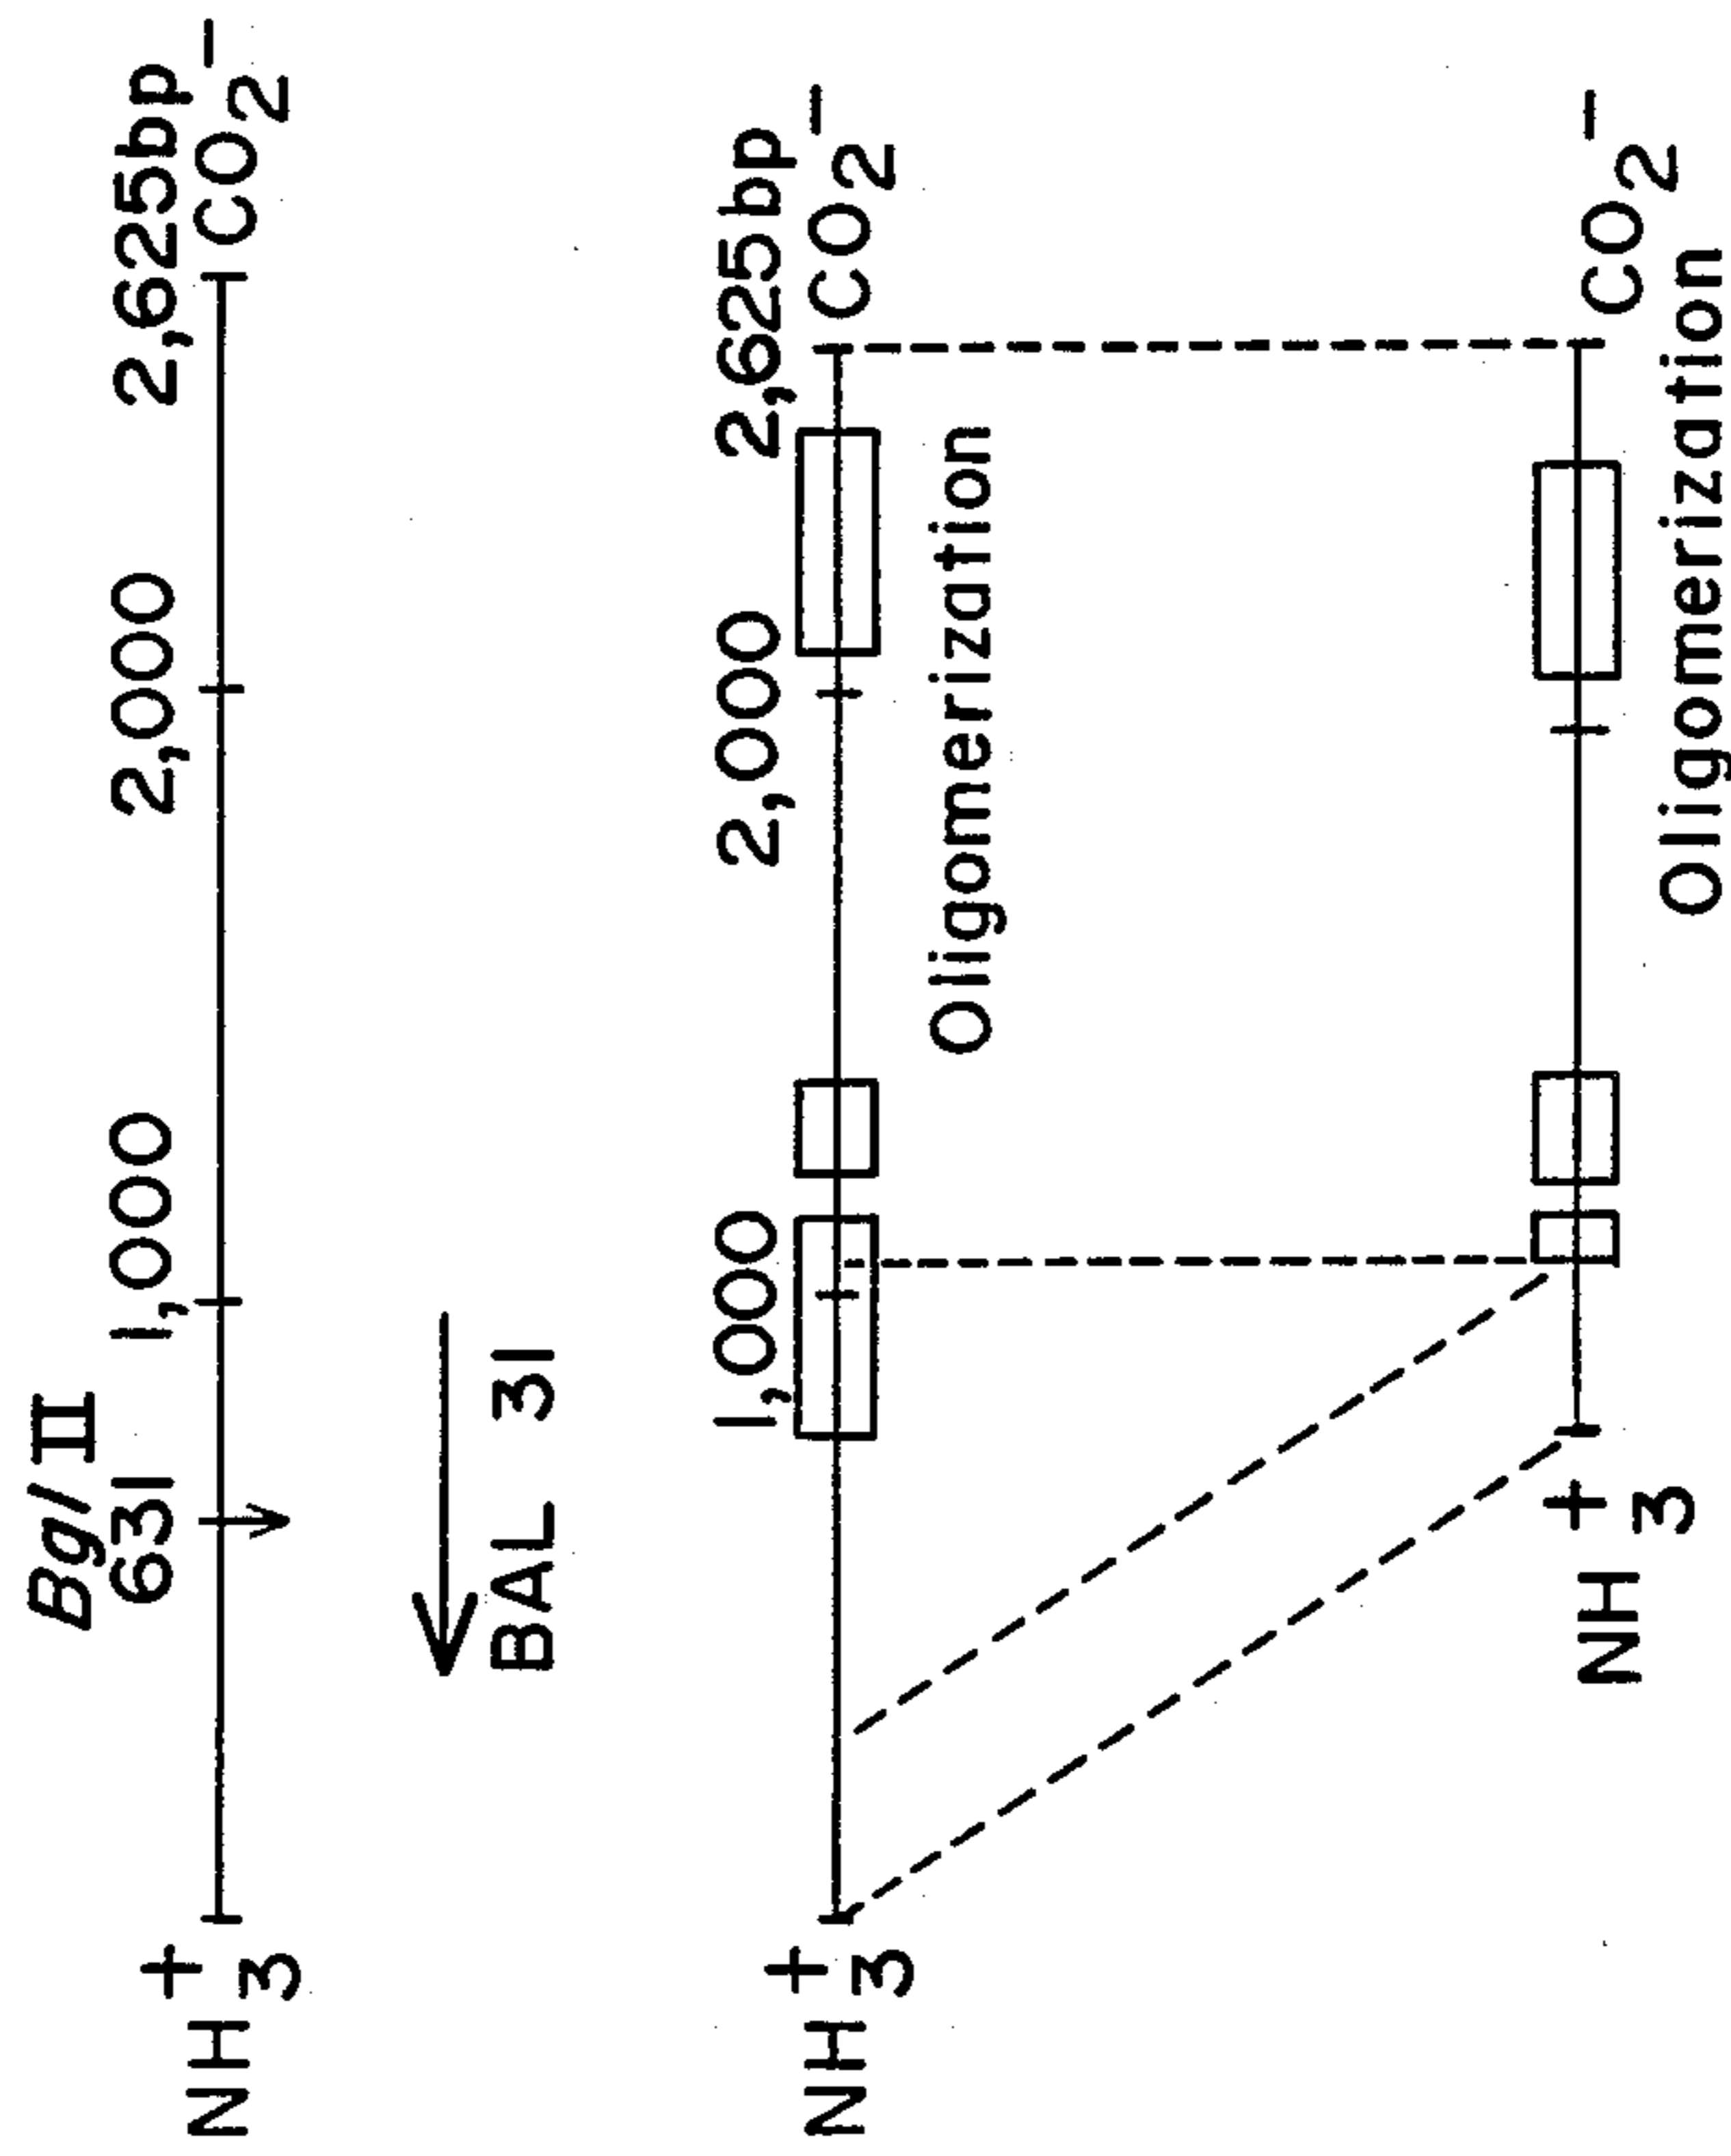 Bgl II
631 1,000 2,000 2,625bp
NH3+ CO2-
BAL 31
1,000 2,000 2,625bp
NH3+ CO2-
Oligomerization
NH3+ CO2-
Oligomerization